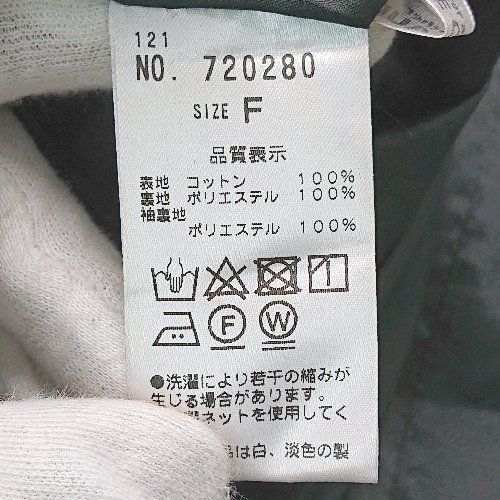 121
NO. 720280
SIZE F
品質表示
表地 コットン 100%
裏地 ポリエステル 100%
袖裏地
ポリエステル 100%
F W
●洗濯により若干の縮みが
生じる場合があります。
ネットを使用してく
は白、淡色の製